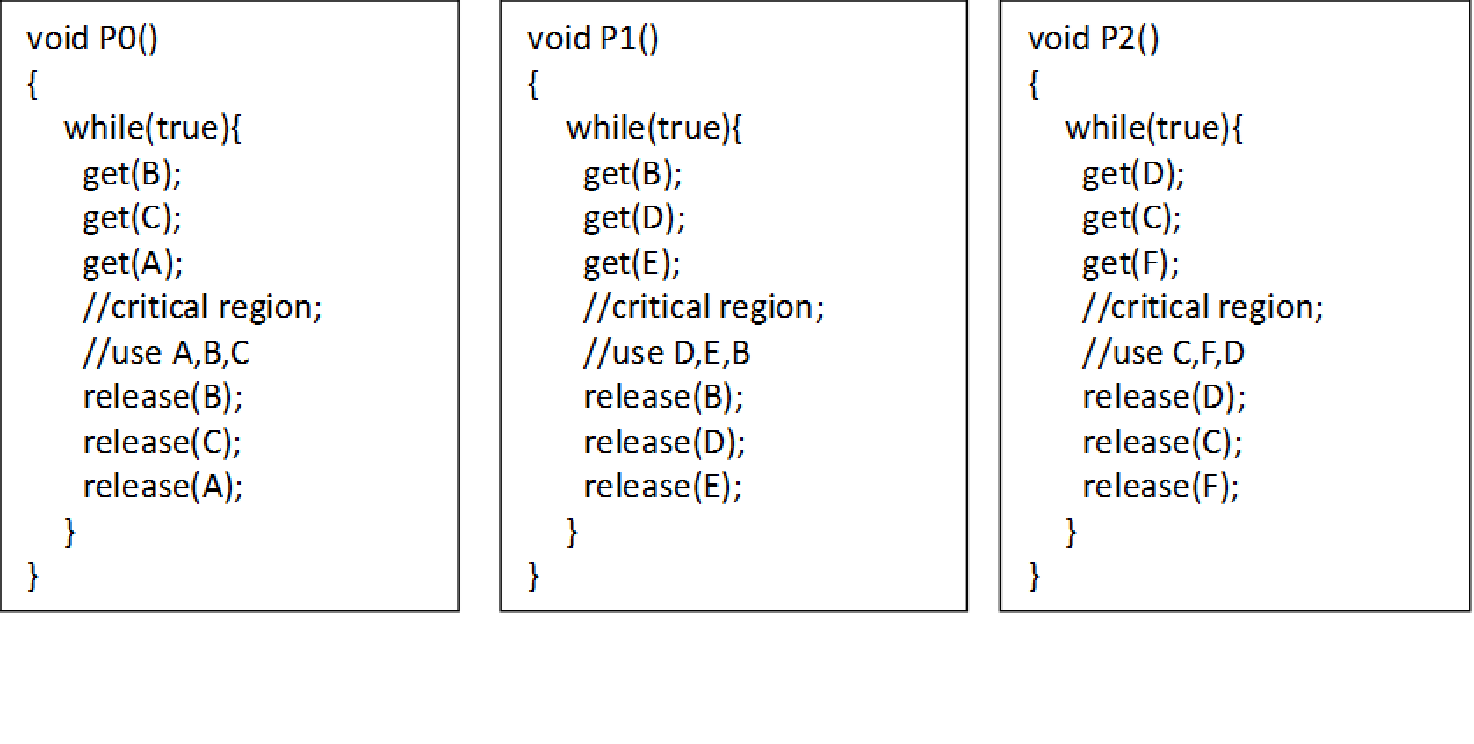 void P0()
{
while(true){
get(B);
get(C);
get(A);
//critical region;
//use A,B,C
release(B);
release(C);
release(A);
}
}
void P1()
{
while(true){
get(B);
get(D);
get(E);
//critical region;
//use D,E,B
release(B);
release(D);
release(E);
}
}
void P2()
{
while(true){
get(D);
get(C);
get(F);
//critical region;
//use C,F,D
release(D);
release(C);
release(F);
}
}